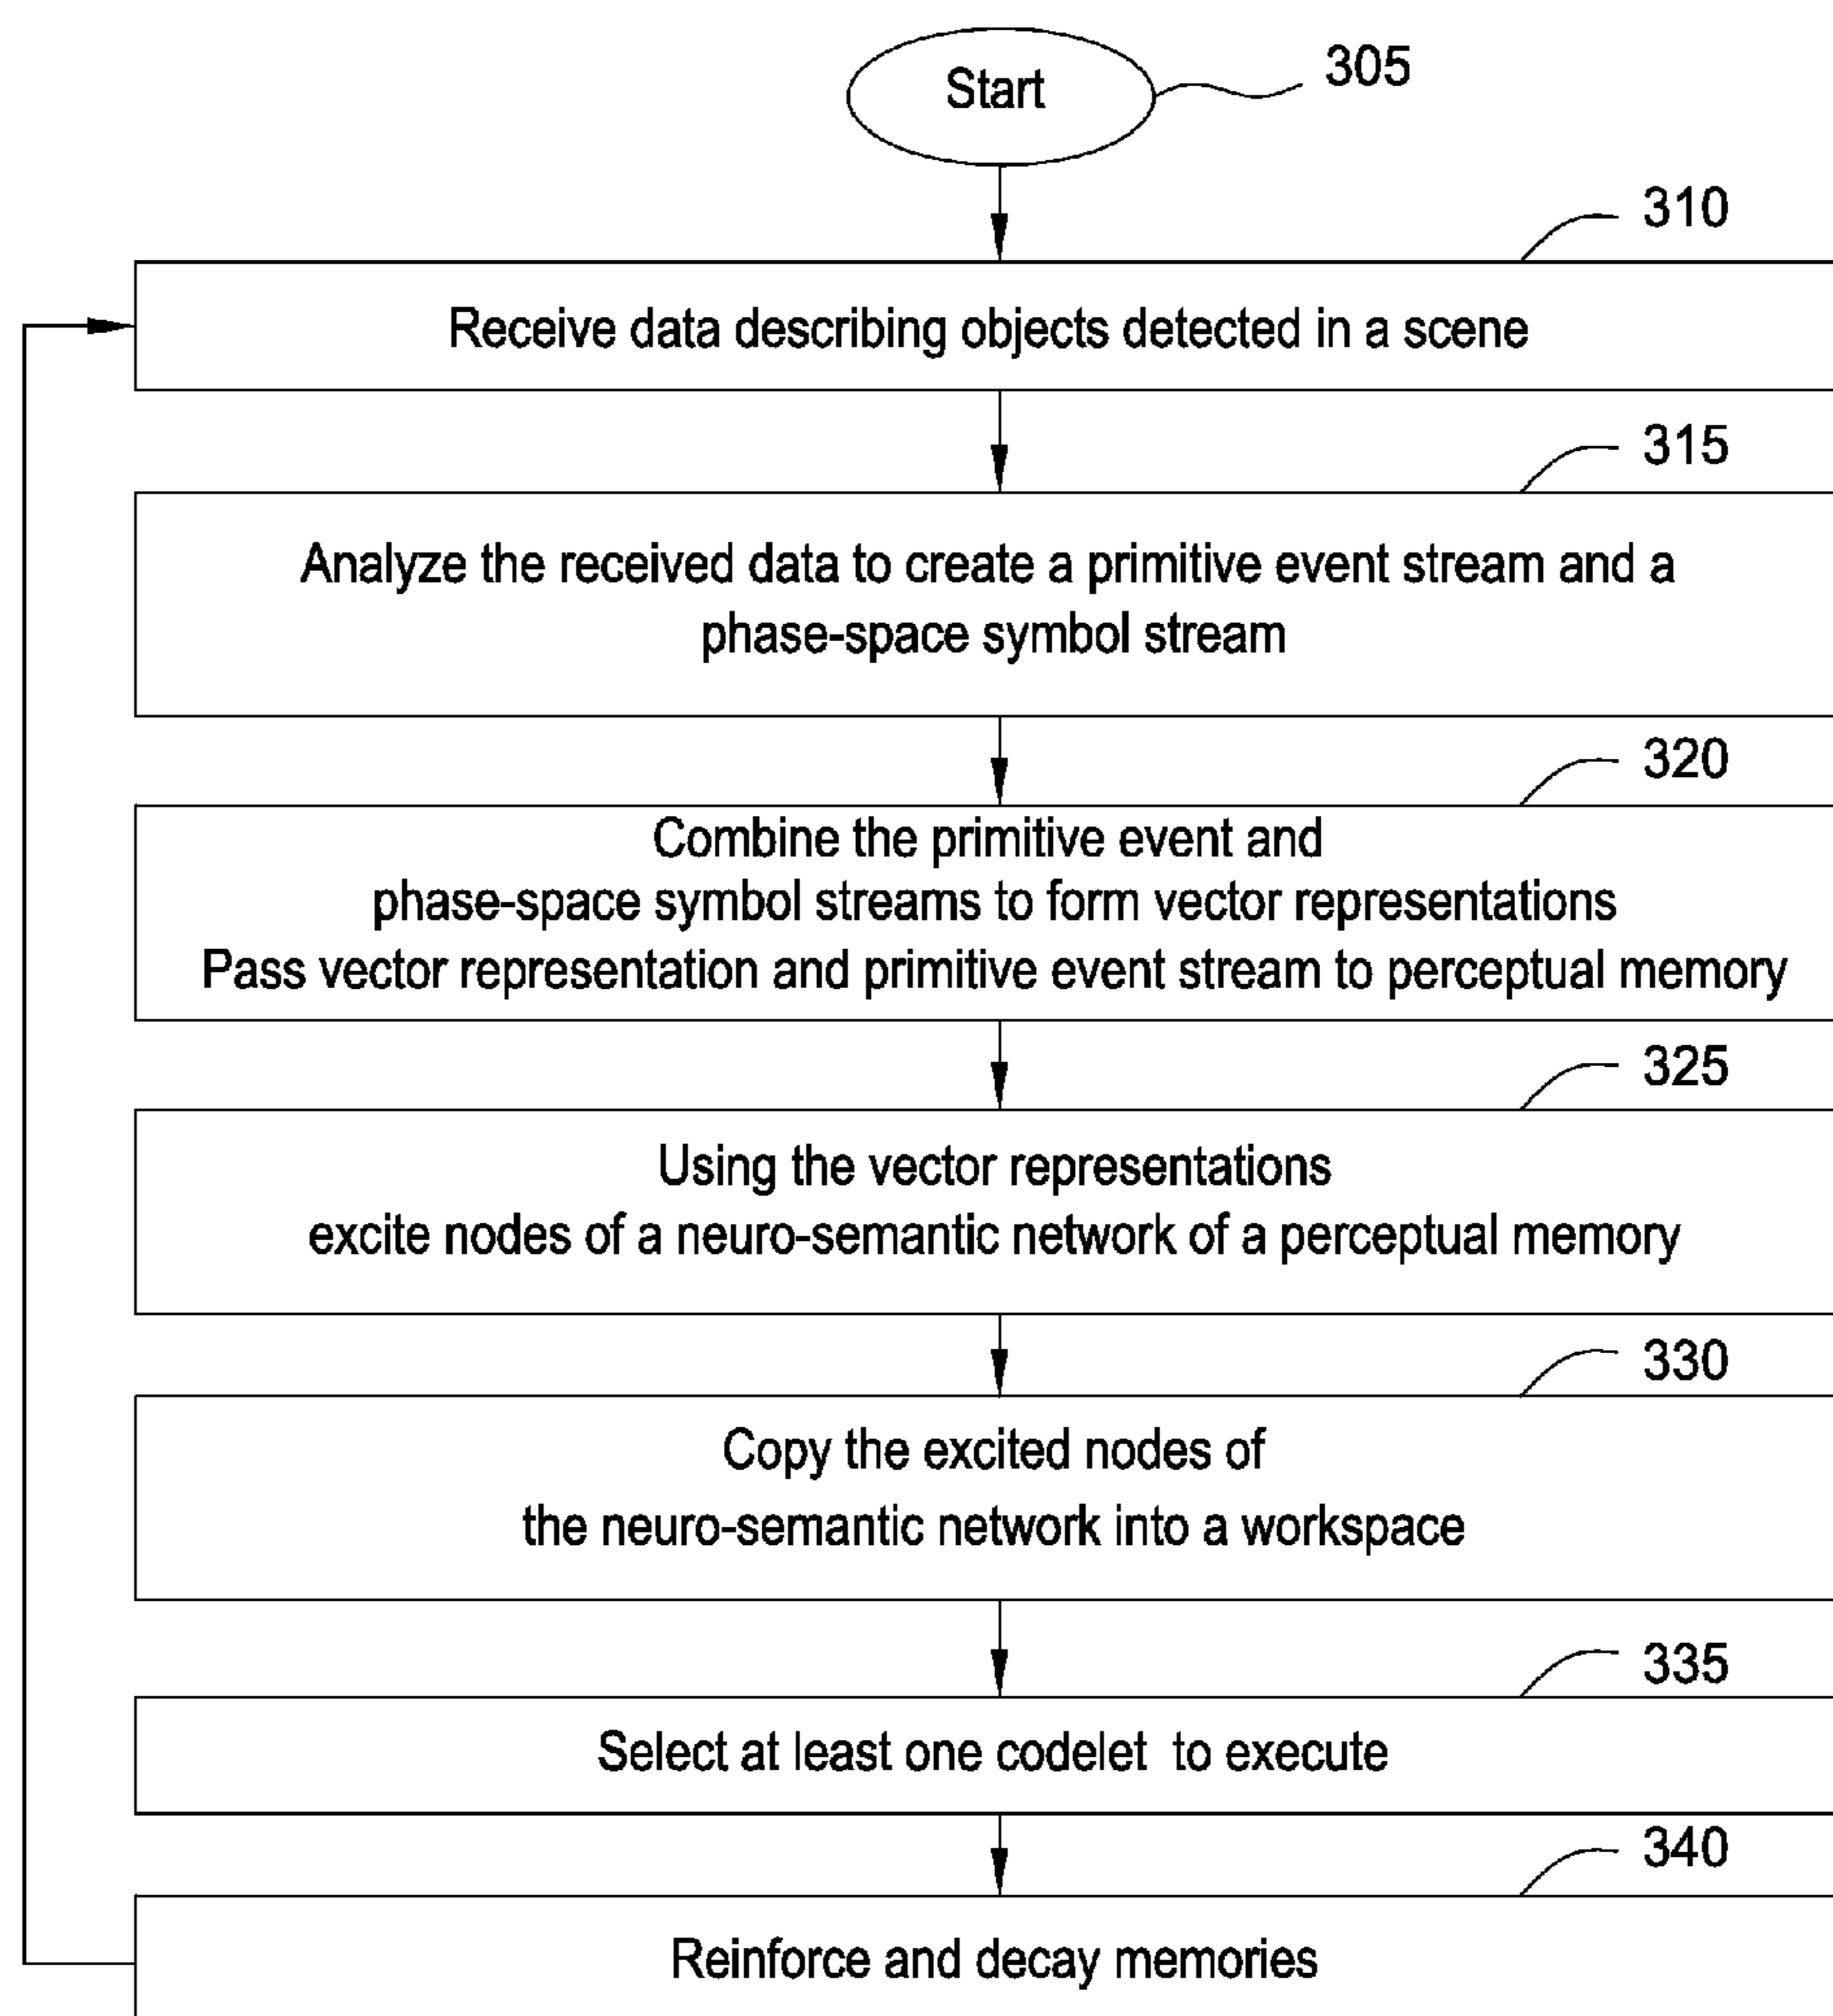 Start
305
310
Receive data describing objects detected in a scene
315
Analyze the received data to create a primitive event stream and a
phase-space symbol stream
320
Combine the primitive event and
phase-space symbol streams to form vector representations
Pass vector representation and primitive event stream to perceptual memory
325
Using the vector representations
excite nodes of a neuro-semantic network of a perceptual memory
330
Copy the excited nodes of
the neuro-semantic network into a workspace
335
Select at least one codelet to execute
340
Reinforce and decay memories